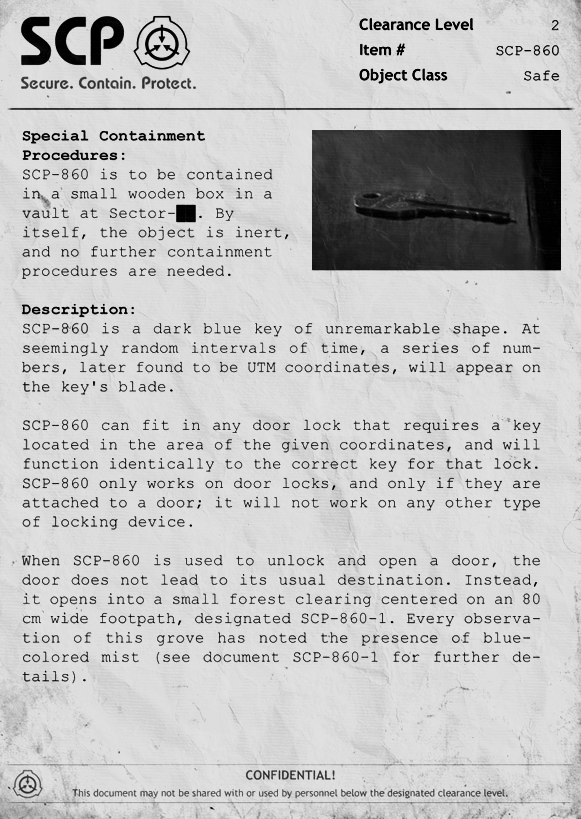 SCP
Secure. Contain. Protect.
Clearance Level 2
Item # SCP-860
Object Class Safe
Special Containment
Procedures:
SCP-860 is to be contained
in a small wooden box in a
vault at Sector-██. By
itself, the object is inert,
and no further containment
procedures are needed.
Description:
SCP-860 is a dark blue key of unremarkable shape. At
seemingly random intervals of time, a series of num-
bers, later found to be UTM coordinates, will appear on
the key's blade.
SCP-860 can fit in any door lock that requires a key
located in the area of the given coordinates, and will
function identically to the correct key for that lock.
SCP-860 only works on door locks, and only if they are
attached to a door; it will not work on any other type
of locking device.
When SCP-860 is used to unlock and open a door, the
door does not lead to its usual destination. Instead,
it opens into a small forest clearing centered on an 80
cm wide footpath, designated SCP-860-1. Every observa-
tion of this grove has noted the presence of blue-
colored mist (see document SCP-860-1 for further de-
tails).
CONFIDENTIAL!
This document may not be shared with or used by personnel below the designated clearance level.